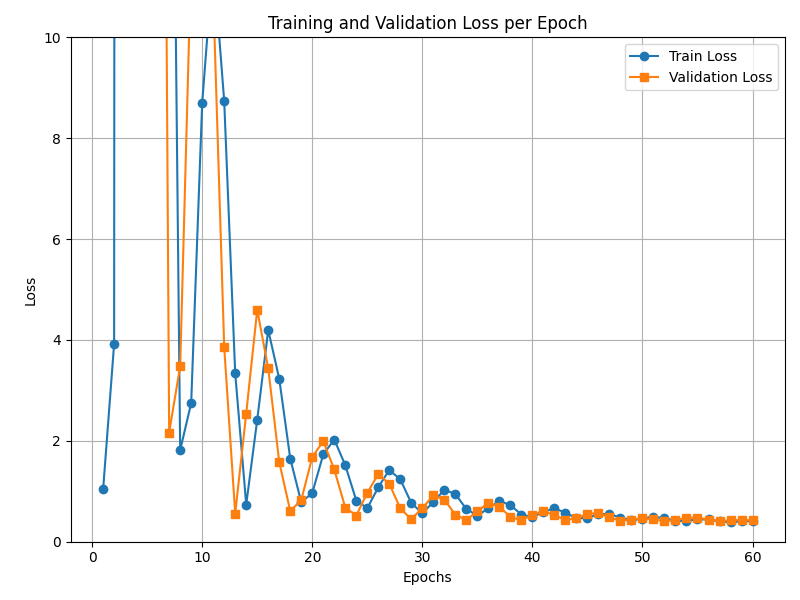 Training and Validation Loss per Epoch
Train Loss
Validation Loss
10
8
6
4
2
0
Loss
0 10 20 30 40 50 60
Epochs